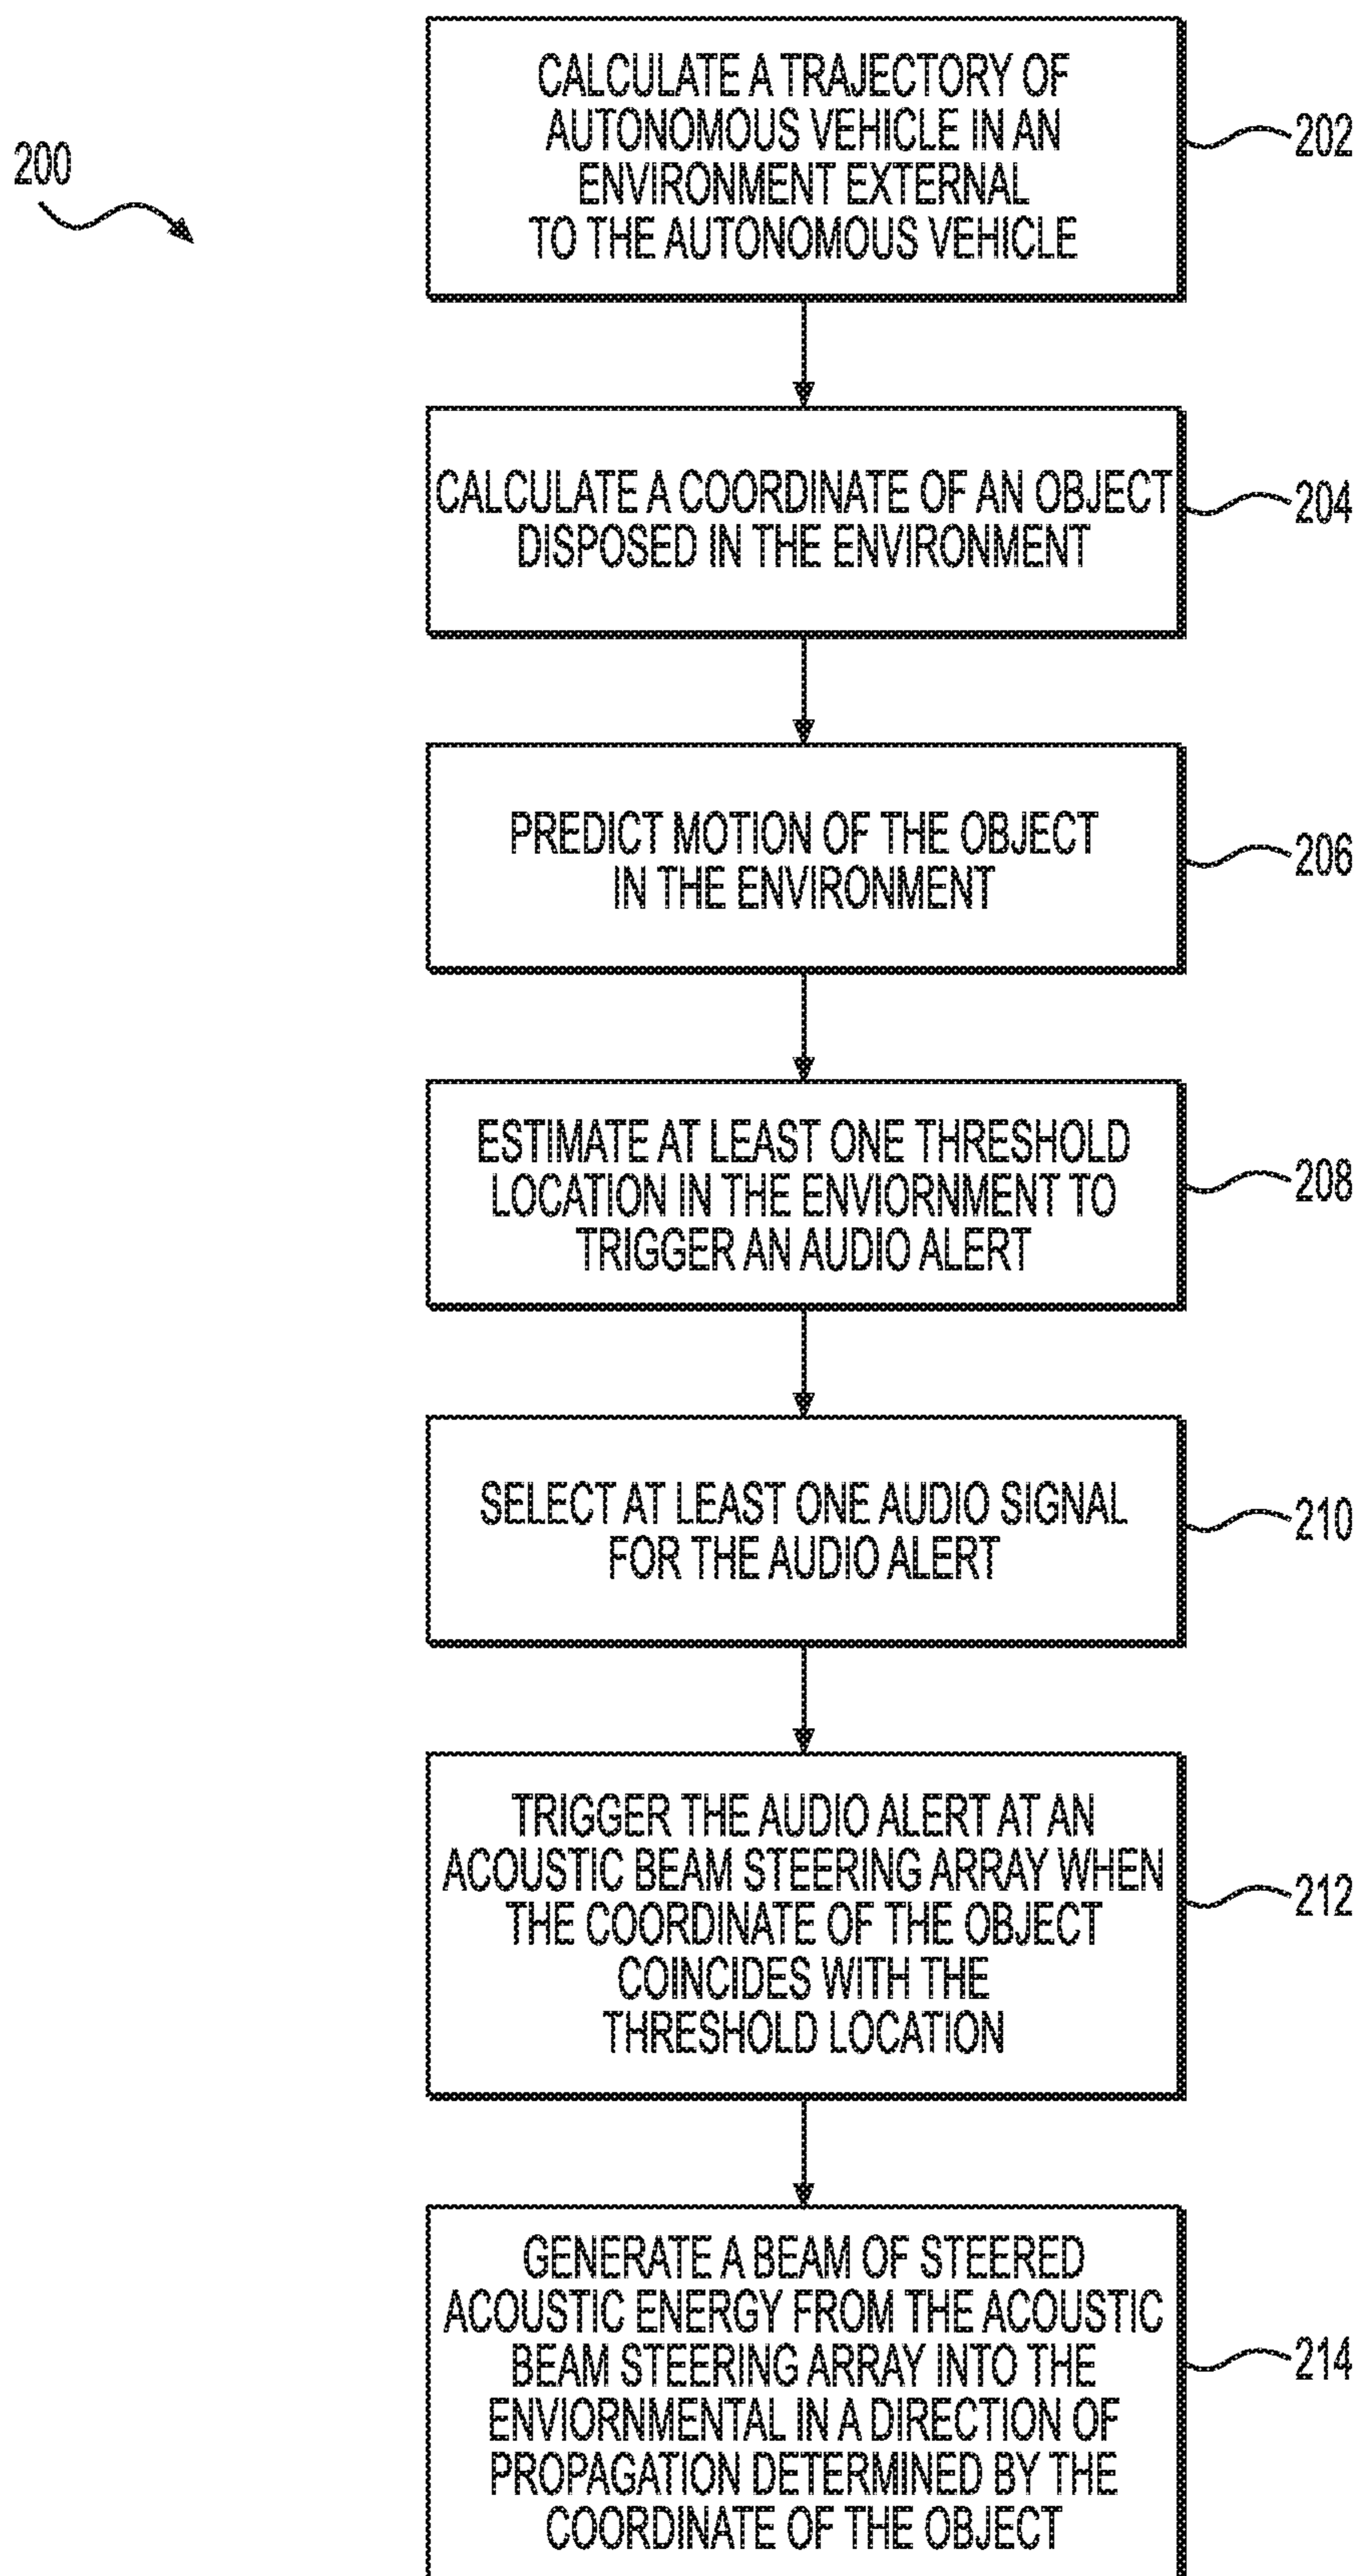 200
CALCULATE A TRAJECTORY OF
AUTONOMOUS VEHICLE IN AN
ENVIRONMENT EXTERNAL
TO THE AUTONOMOUS VEHICLE
202
CALCULATE A COORDINATE OF AN OBJECT
DISPOSED IN THE ENVIRONMENT
204
PREDICT MOTION OF THE OBJECT
IN THE ENVIRONMENT
206
ESTIMATE AT LEAST ONE THRESHOLD
LOCATION IN THE ENVIORNMENT TO
TRIGGER AN AUDIO ALERT
208
SELECT AT LEAST ONE AUDIO SIGNAL
FOR THE AUDIO ALERT
210
TRIGGER THE AUDIO ALERT AT AN
ACOUSTIC BEAM STEERING ARRAY WHEN
THE COORDINATE OF THE OBJECT
COINCIDES WITH THE
THRESHOLD LOCATION
212
GENERATE A BEAM OF STEERED
ACOUSTIC ENERGY FROM THE ACOUSTIC
BEAM STEERING ARRAY INTO THE
ENVIORNMENTAL IN A DIRECTION OF
PROPAGATION DETERMINED BY THE
COORDINATE OF THE OBJECT
214